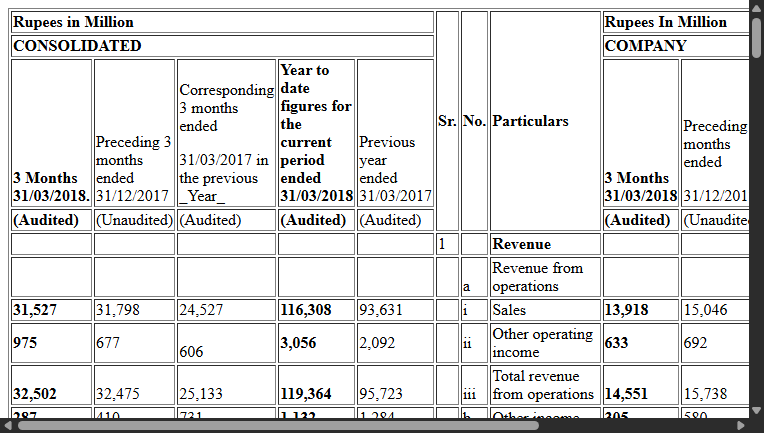 Rupees in Million Rupees In Million
CONSOLIDATED COMPANY
3 Months 31/03/2018. Preceding 3 months ended 31/12/2017 Corresponding 3 months ended 31/03/2017 in the previous _Year_ Year to date figures for the current period ended 31/03/2018 Previous year ended 31/03/2017 Sr. No. Particulars 3 Months 31/03/2018 Preceding months ended
(Audited) (Unaudited) (Audited) (Audited) (Audited) (Audited)
1 Revenue
a Revenue from operations
31,527 31,798 24,527 116,308 93,631 i Sales 13,918 15,046
975 677 606 3,056 2,092 ii Other operating income 633 692
32,502 32,475 25,133 119,364 95,723 iii Total revenue from operations 14,551 15,738
287 410 731 1,132 1,284 b Other income 305 580